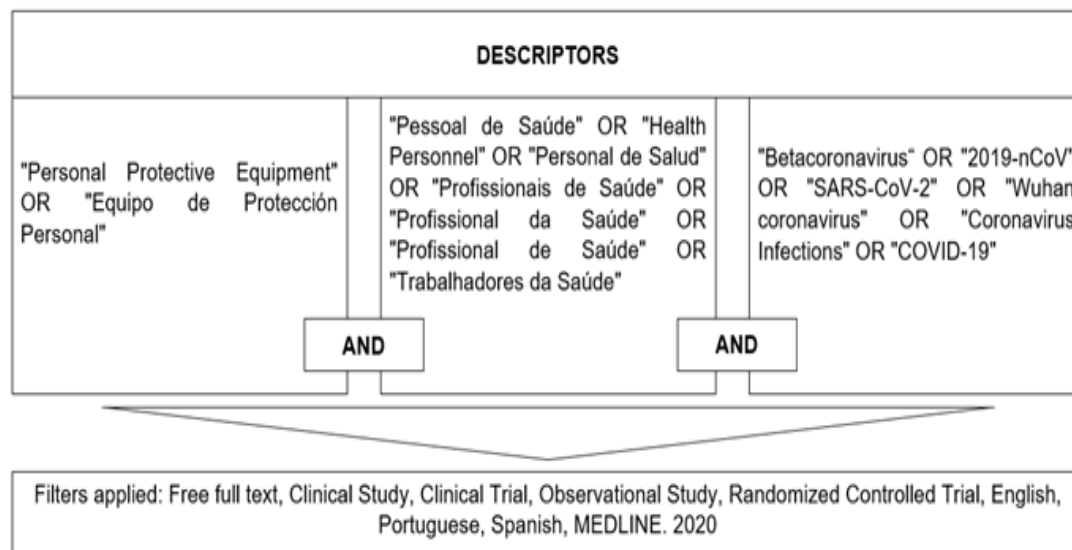 DESCRIPTORS
"Personal Protective Equipment"
OR "Equipo de Protección
Personal"
"Pessoal de Saúde" OR "Health
Personnel" OR "Personal de Salud"
OR "Profissionais de Saúde" OR
"Profissional da Saúde" OR
"Profissional de Saúde" OR
"Trabalhadores da Saúde"
"Betacoronavirus“ OR "2019-nCoV"
OR "SARS-CoV-2" OR "Wuhan
coronavirus" OR "Coronavirus
Infections" OR "COVID-19"
AND
AND
Filters applied: Free full text, Clinical Study, Clinical Trial, Observational Study, Randomized Controlled Trial, English,
Portuguese, Spanish, MEDLINE. 2020